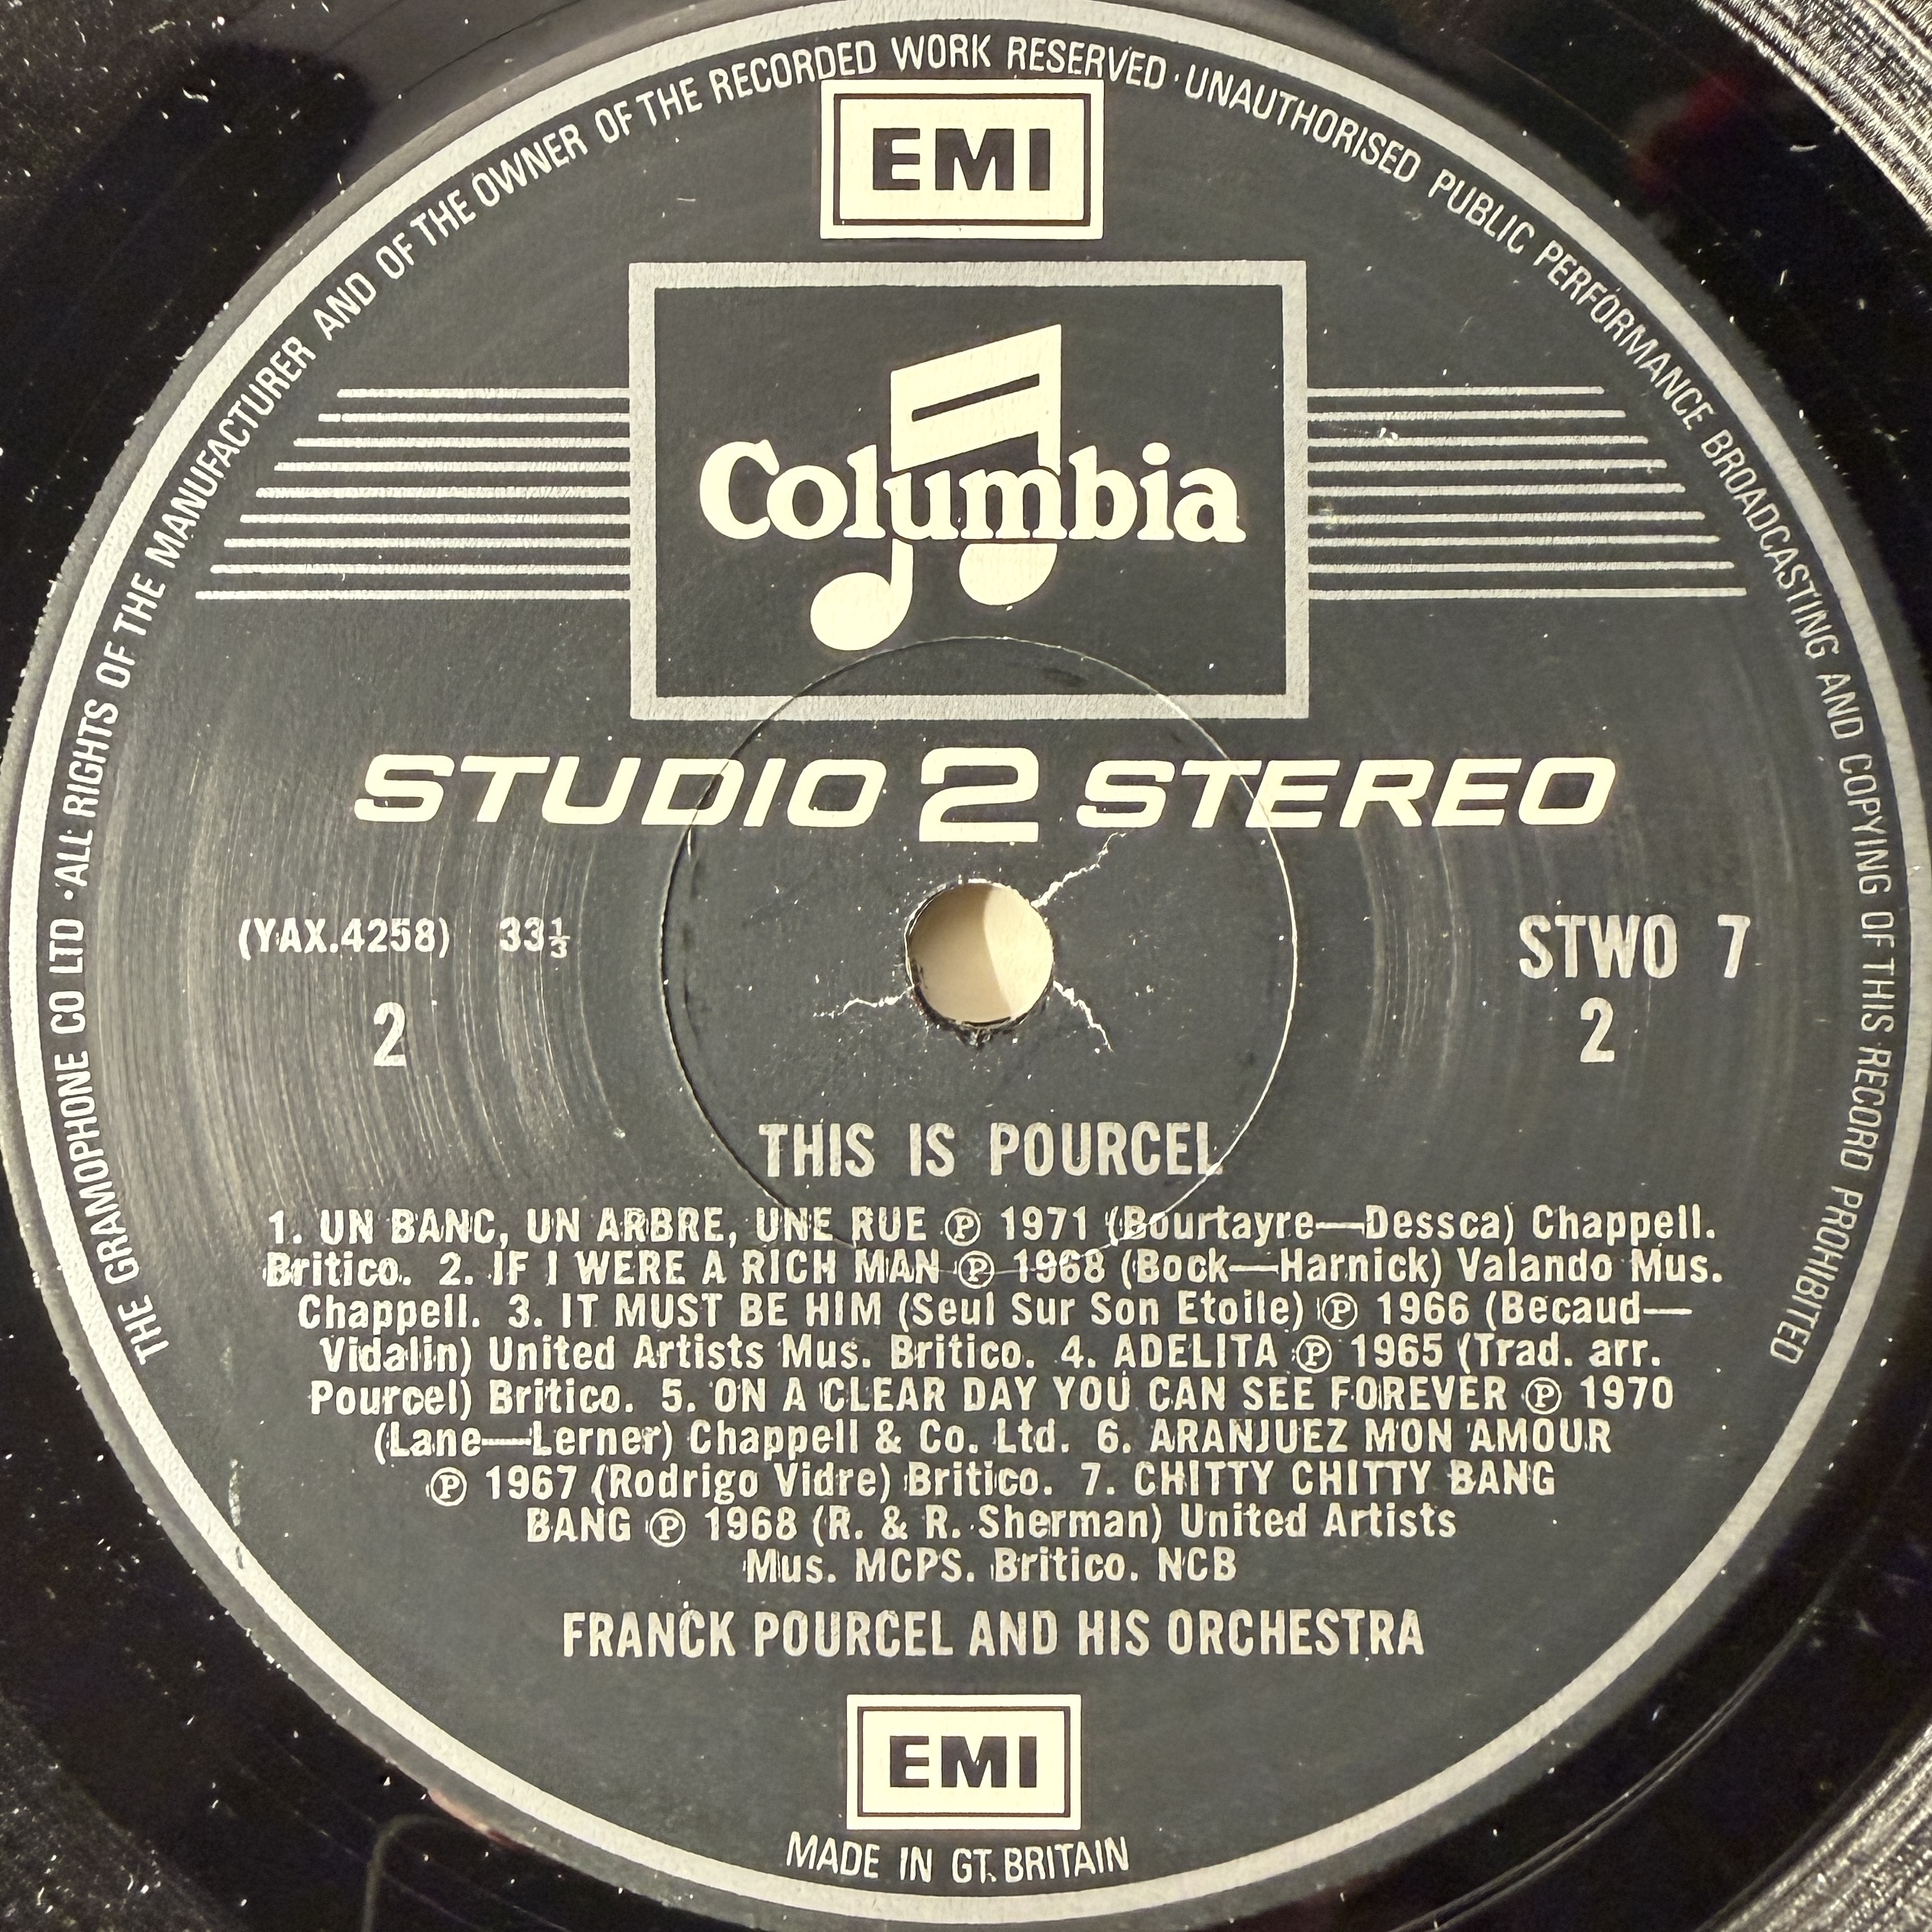 THE GRAMOPHONE CO LTD · ALL RIGHTS OF THE MANUFACTURER AND OF THE OWNER OF THE RECORDED WORK RESERVED · UNAUTHORISED PUBLIC PERFORMANCE BROADCASTING AND COPYING OF THIS RECORD PROHIBITED
EMI
Columbia
STUDIO 2 STEREO
(YAX.4258) 33⅓
STWO 7
2
2
THIS IS POURCEL
1. UN BANC, UN ARBRE, UNE RUE ℗ 1971 (Bourtayre—Dessca) Chappell.
Britico. 2. IF I WERE A RICH MAN ℗ 1968 (Bock—Harnick) Valando Mus.
Chappell. 3. IT MUST BE HIM (Seul Sur Son Etoile) ℗ 1966 (Becaud—
Vidalin) United Artists Mus. Britico. 4. ADELITA ℗ 1965 (Trad. arr.
Pourcel) Britico. 5. ON A CLEAR DAY YOU CAN SEE FOREVER ℗ 1970
(Lane—Lerner) Chappell & Co. Ltd. 6. ARANJUEZ MON AMOUR
℗ 1967 (Rodrigo Vidre) Britico. 7. CHITTY CHITTY BANG
BANG ℗ 1968 (R. & R. Sherman) United Artists
Mus. MCPS. Britico. NCB
FRANCK POURCEL AND HIS ORCHESTRA
EMI
MADE IN GT. BRITAIN